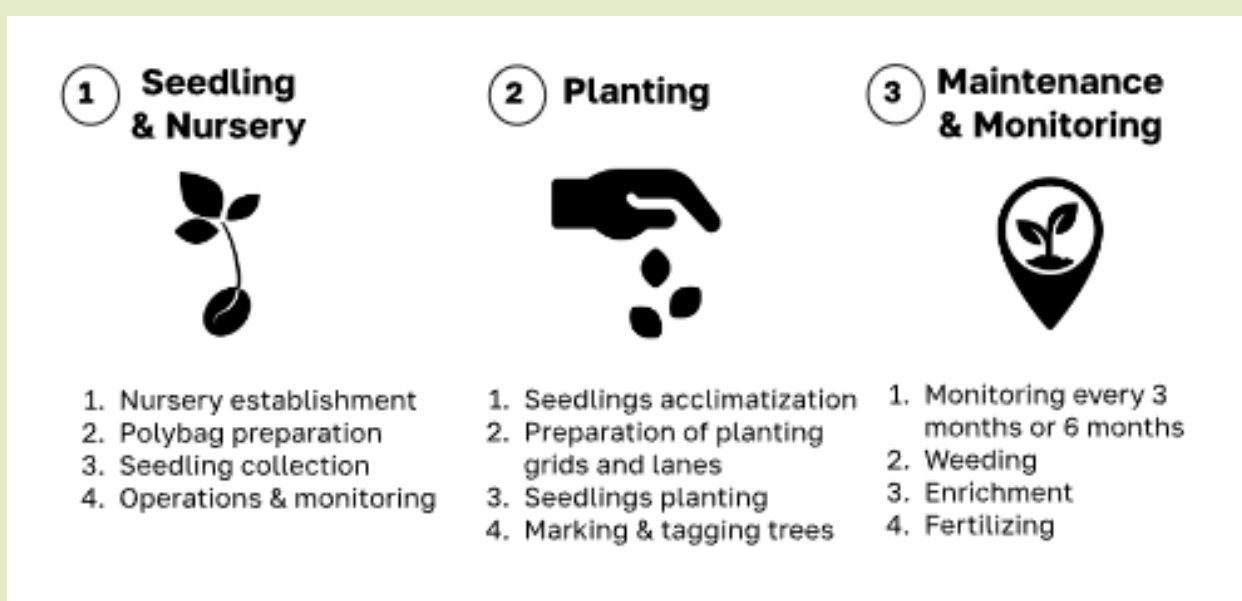 1
Seedling
& Nursery
1. Nursery establishment
2. Polybag preparation
3. Seedling collection
4. Operations & monitoring
2
Planting
1. Seedlings acclimatization
2. Preparation of planting
grids and lanes
3. Seedlings planting
4. Marking & tagging trees
3
Maintenance
& Monitoring
1. Monitoring every 3
months or 6 months
2. Weeding
3. Enrichment
4. Fertilizing